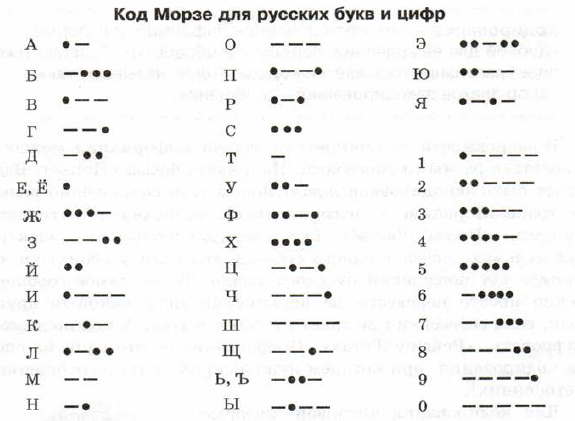 Код Морзе для русских букв и цифр
А О Э
Б П Ю
В Р Я
Г С
Д Т 1
Е, Ё У 2
Ж Ф 3
З Х 4
Й Ц 5
И Ч 6
К Ш 7
Л Щ 8
М Ь, Ъ 9
Н Ы 0